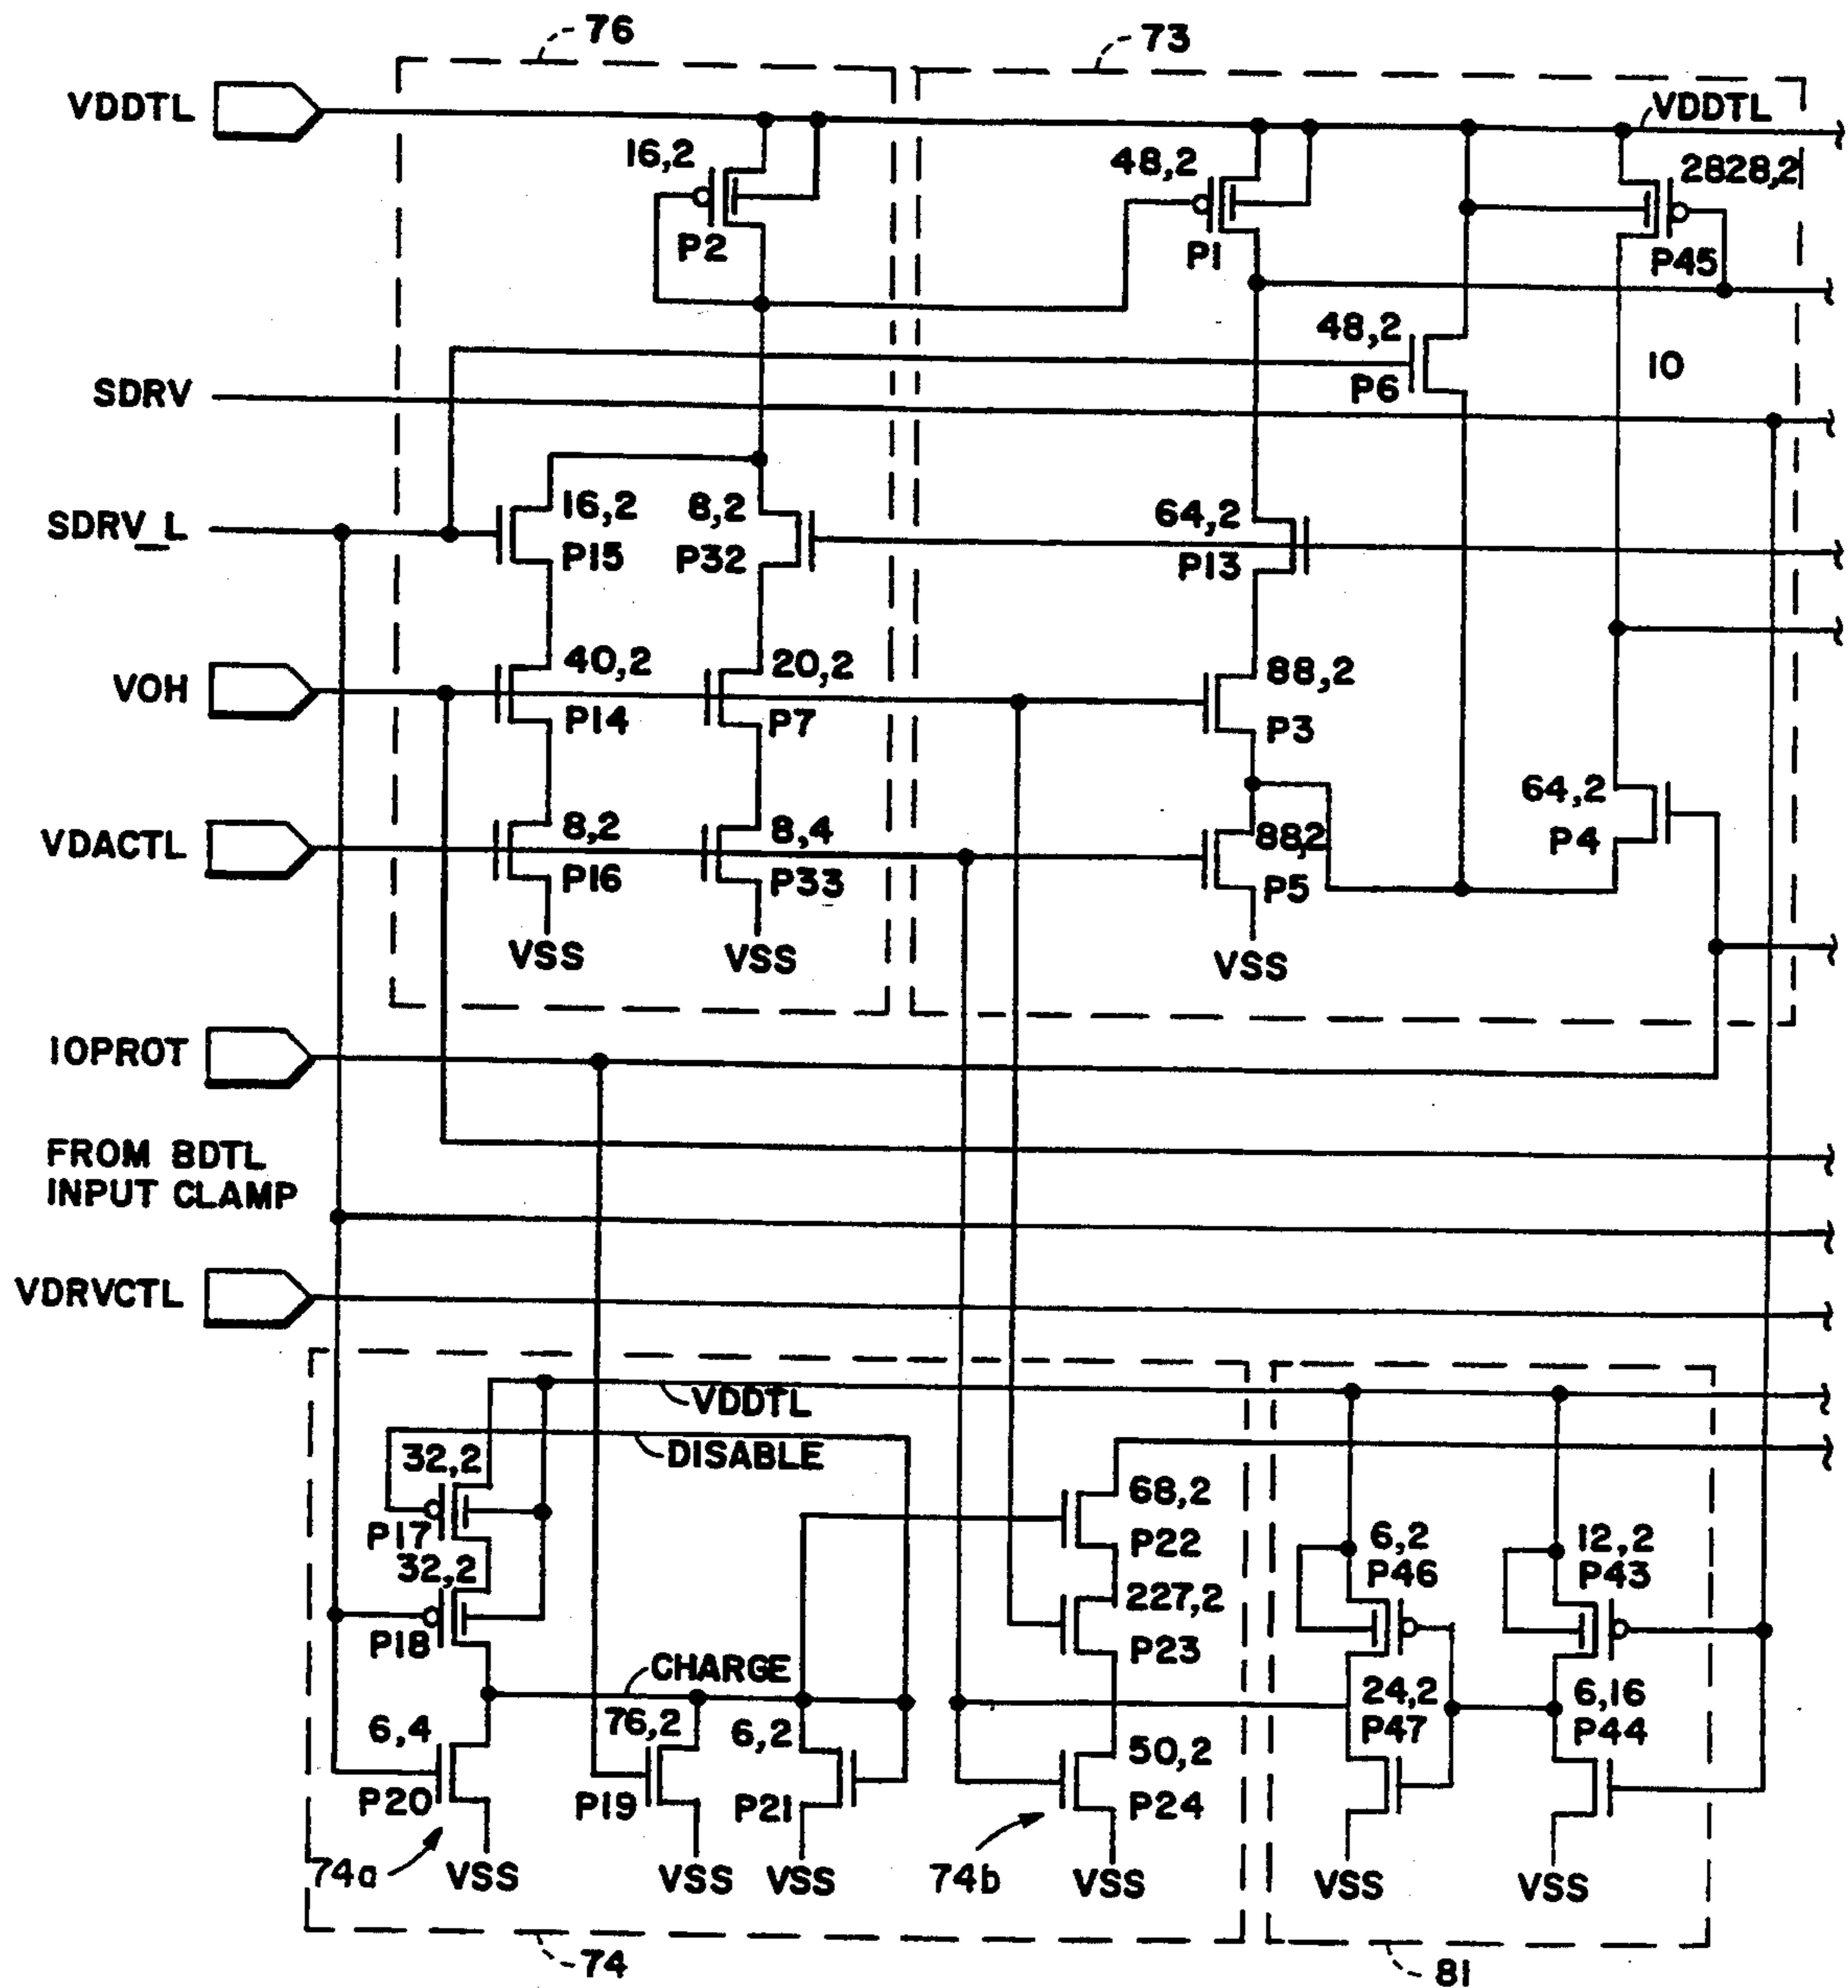 76
73
VDDTL
VDDTL
16,2
P2
48,2
P1
2828,2
P45
48,2
P6
10
SDRV
SDRV_L
16,2
P15
8,2
P32
64,2
P13
VOH
40,2
P14
20,2
P7
88,2
P3
VDACTL
8,2
P16
8,4
P33
88,2
P5
64,2
P4
VSS
VSS
VSS
IOPROT
FROM BDTL
INPUT CLAMP
VDRVCTL
VDDTL
DISABLE
32,2
P17
32,2
P18
68,2
P22
6,2
P46
12,2
P43
227,2
P23
CHARGE
6,4
P20
76,2
P19
6,2
P21
50,2
P24
24,2
P47
6,16
P44
74a
VSS
VSS
VSS
74b
VSS
VSS
VSS
74
81